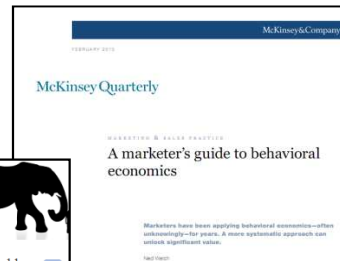 McKinsey&Company
FEBRUARY 2010
McKinsey Quarterly
MARKETING & SALES PRACTICE
A marketer's guide to behavioral
economics
Marketers have been applying behavioral economics—often
unknowingly—for years. A more systematic approach can
unlock significant value.
Ned Welch